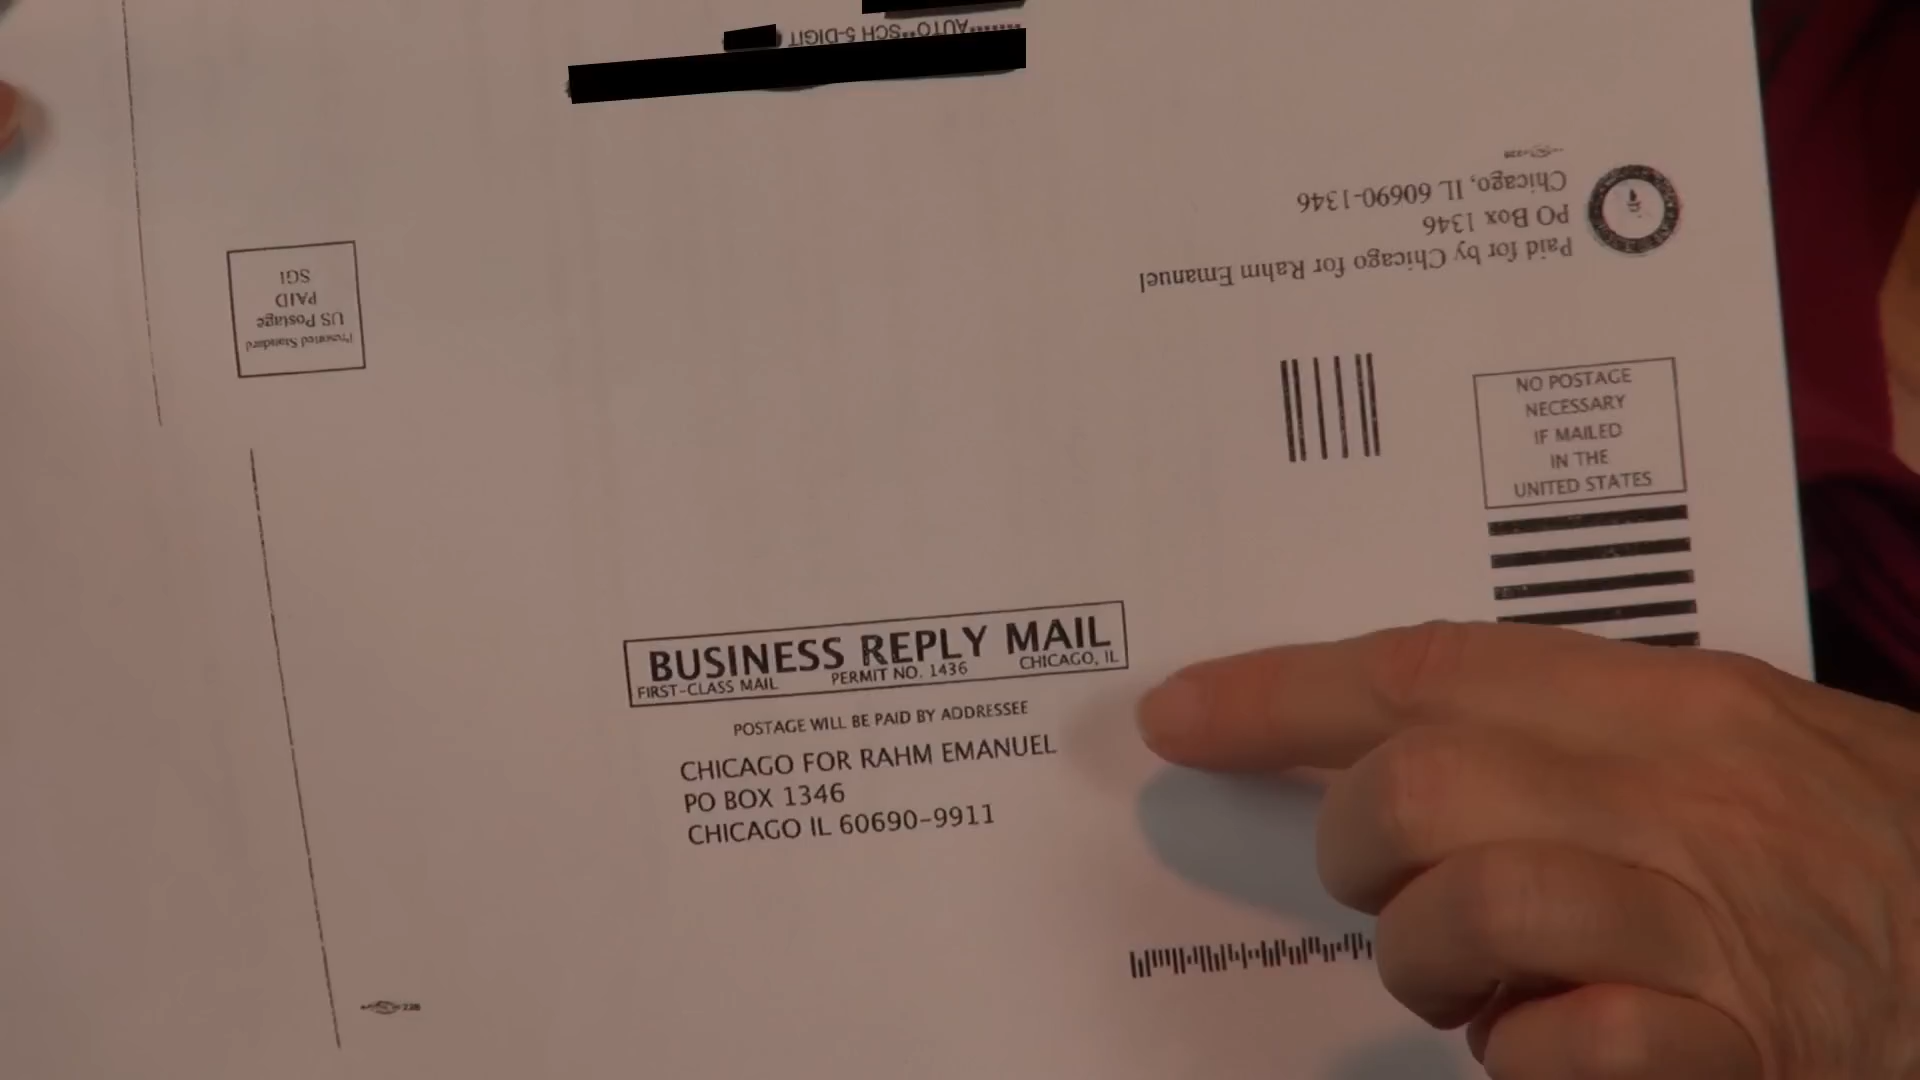 AUTO**SCH 5-DIGIT
Paid for by Chicago for Rahm Emanuel
PO Box 1346
Chicago, IL 60690-1346
Presorted Standard
US Postage
PAID
SGI
NO POSTAGE
NECESSARY
IF MAILED
IN THE
UNITED STATES
BUSINESS REPLY MAIL
FIRST-CLASS MAIL PERMIT NO. 1436 CHICAGO, IL
POSTAGE WILL BE PAID BY ADDRESSEE
CHICAGO FOR RAHM EMANUEL
PO BOX 1346
CHICAGO IL 60690-9911